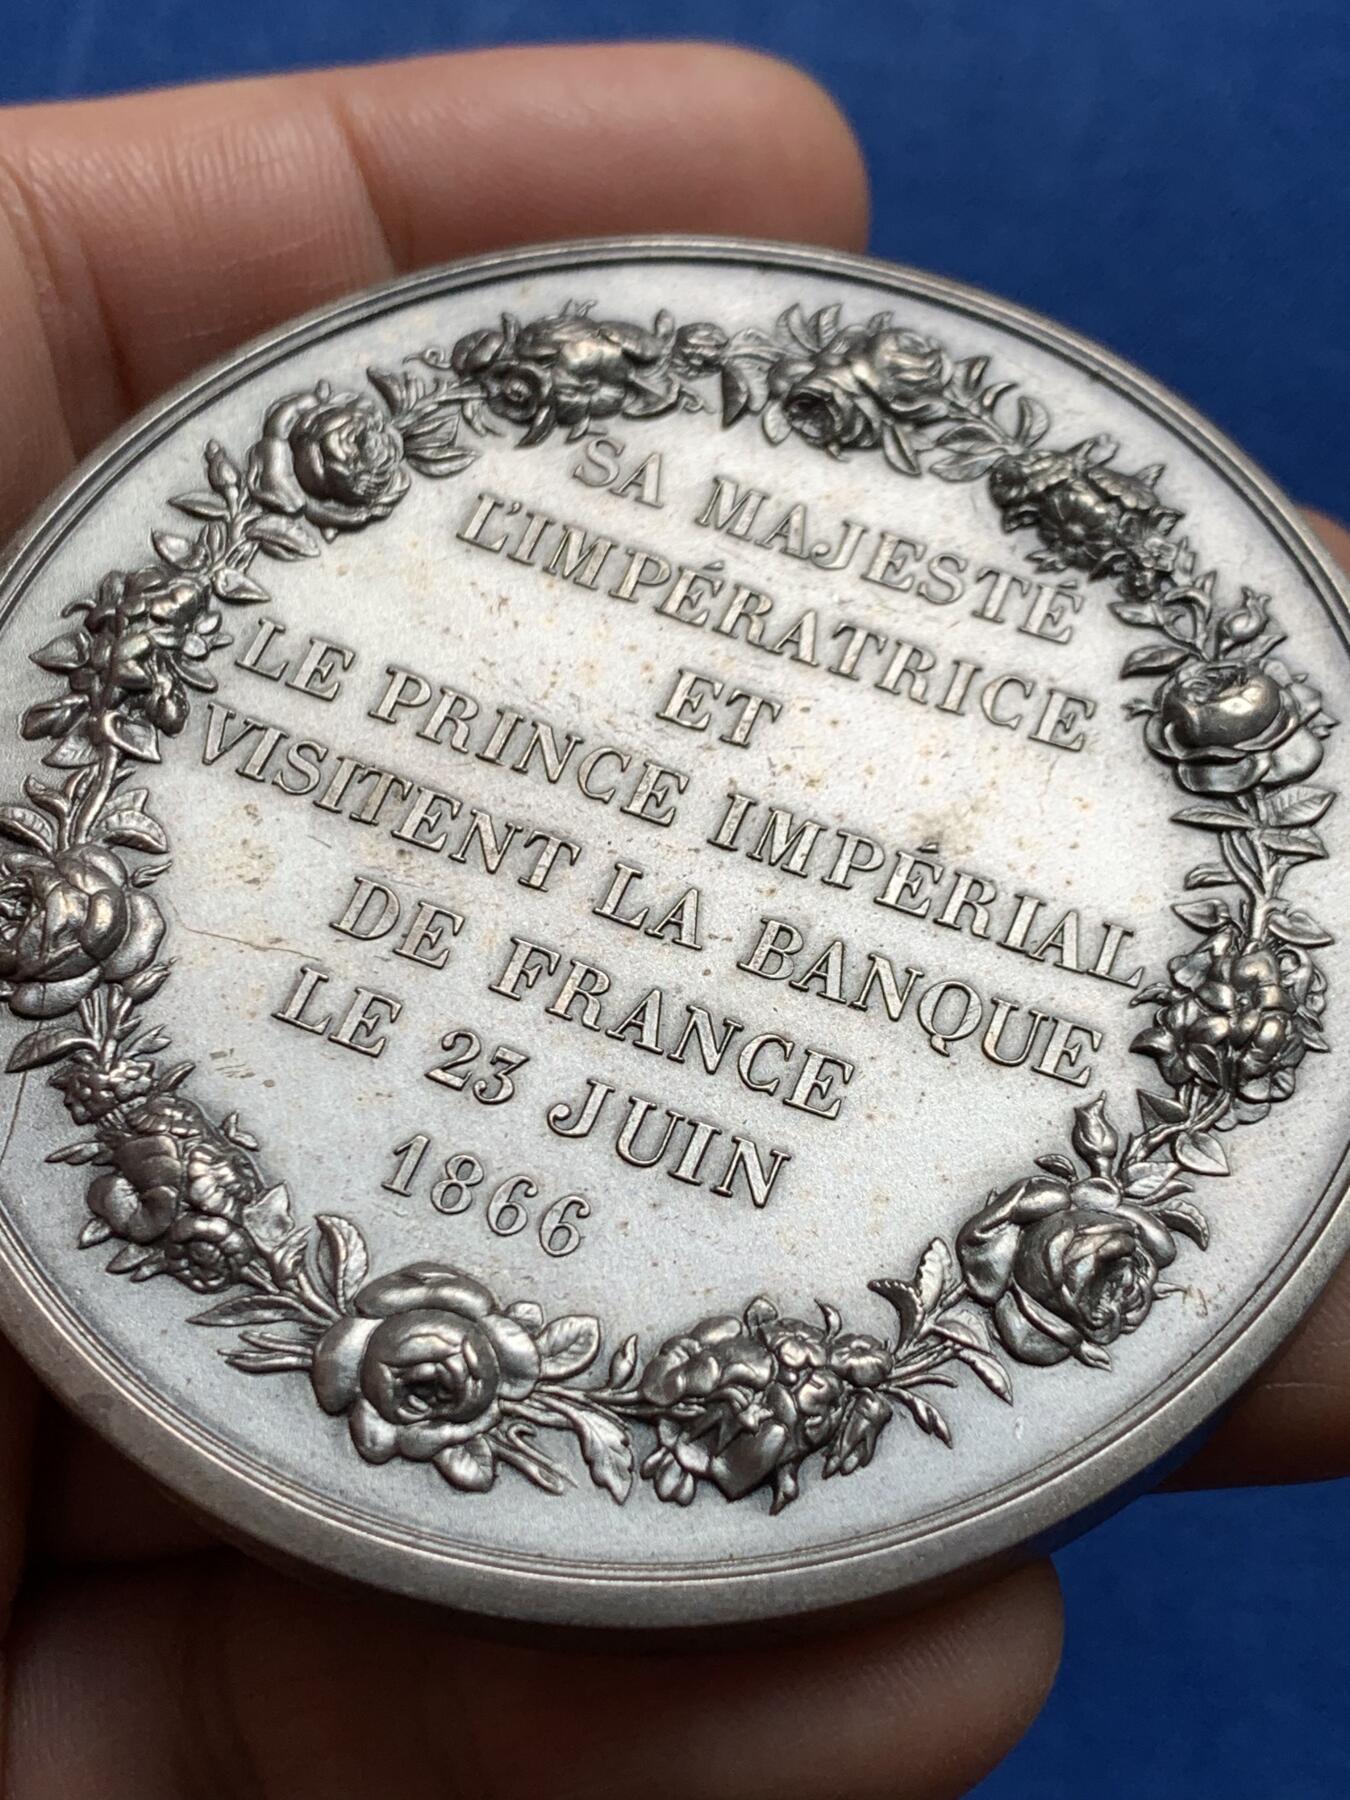 SA MAJESTÉ
L'IMPÉRATRICE
ET
LE PRINCE IMPÉRIAL
VISITENT LA BANQUE
DE FRANCE
LE 23 JUIN
1866